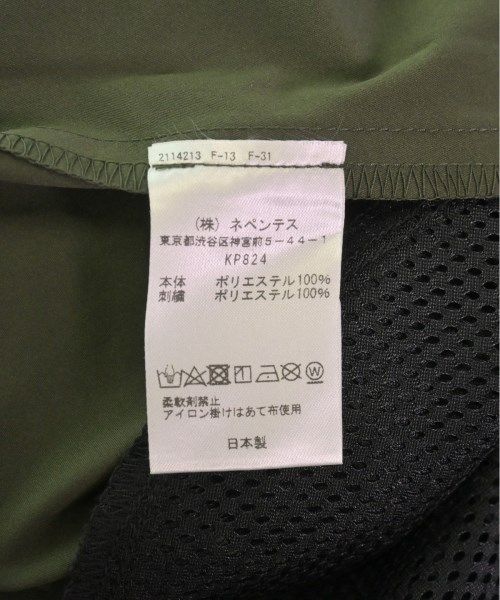 2114213 F-13 F-31
(株) ネペンテス
東京都渋谷区神宮前5-44-1
KP824
本体 ポリエステル100%
刺繍 ポリエステル100%
柔軟剤禁止
アイロン掛けはあて布使用
日本製